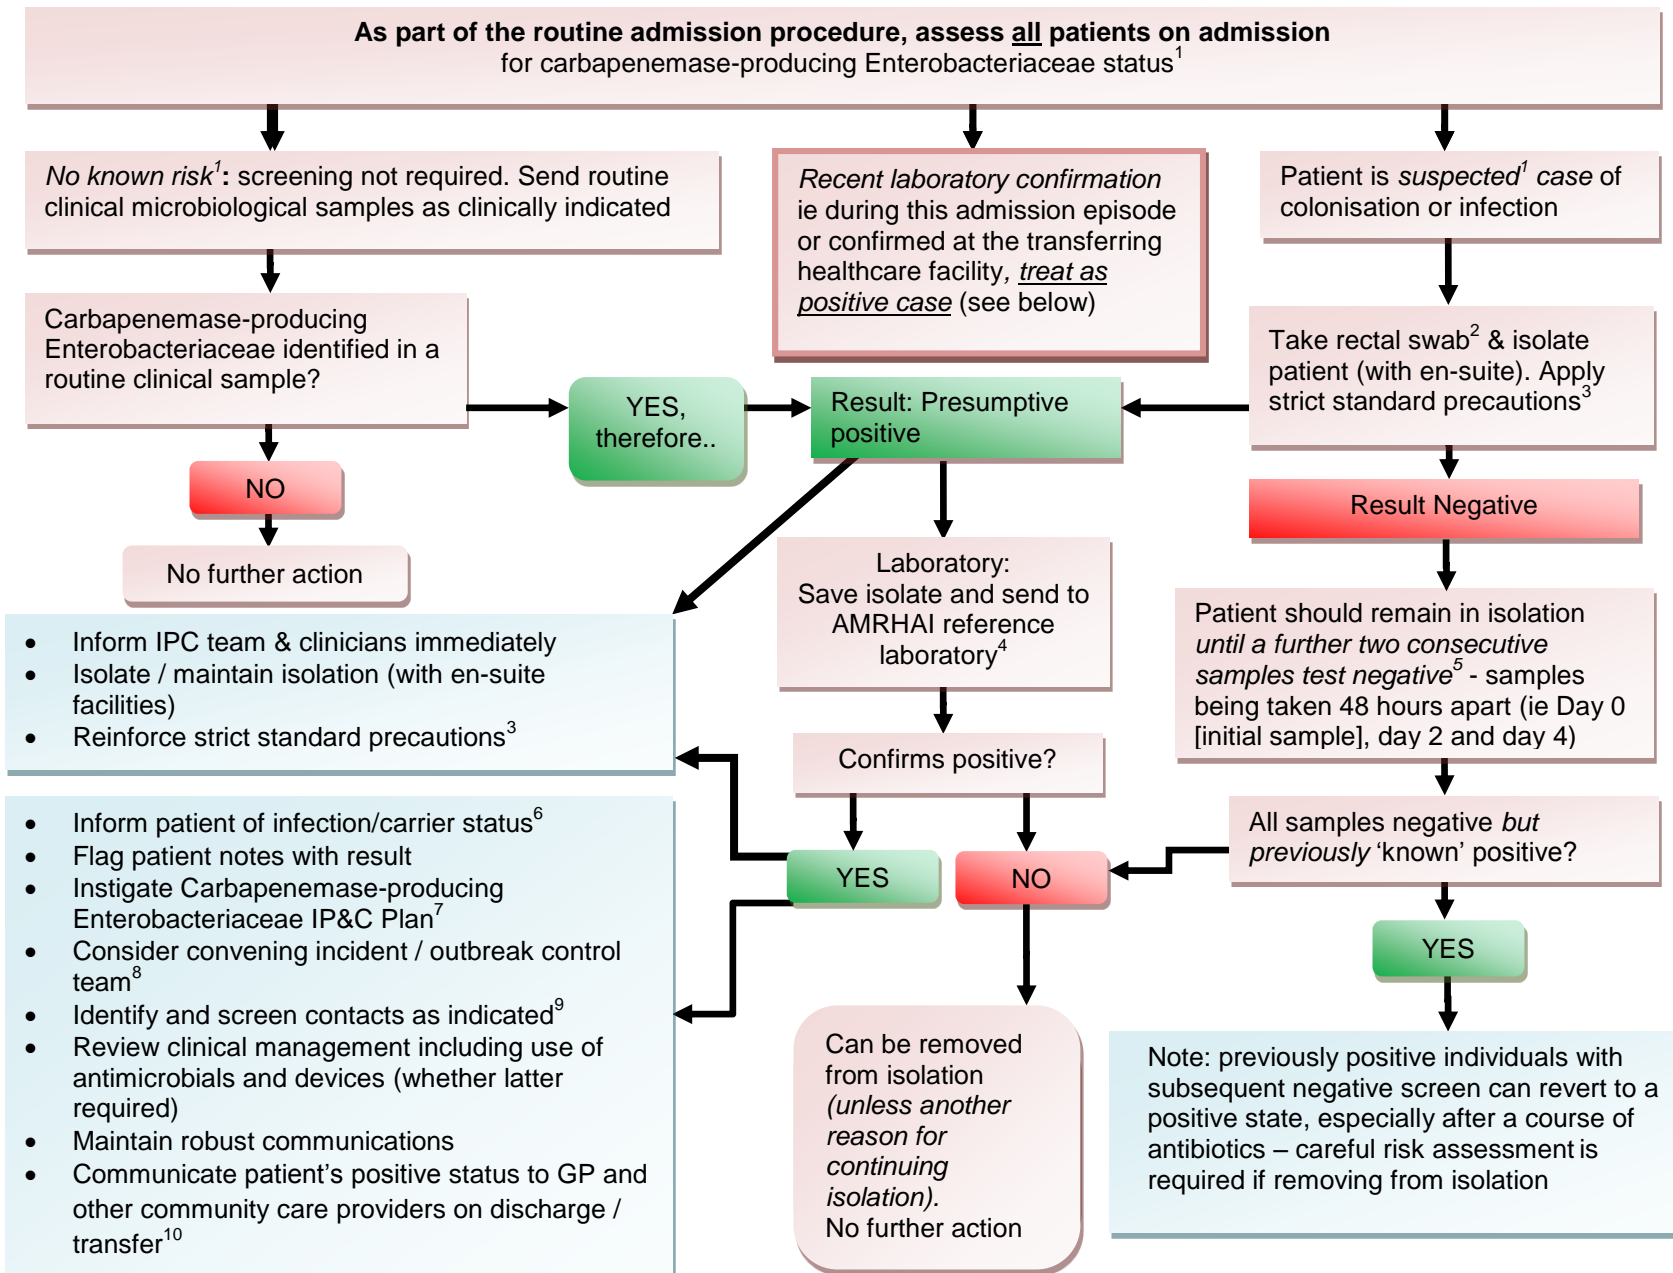 As part of the routine admission procedure, assess all patients on admission
for carbapenemase-producing Enterobacteriaceae status1
No known risk1: screening not required. Send routine
clinical microbiological samples as clinically indicated
Recent laboratory confirmation
ie during this admission episode
or confirmed at the transferring
healthcare facility, treat as
positive case (see below)
Patient is suspected1 case of
colonisation or infection
Carbapenemase-producing
Enterobacteriaceae identified in a
routine clinical sample?
YES,
therefore..
Result: Presumptive
positive
Take rectal swab2 & isolate
patient (with en-suite). Apply
strict standard precautions3
NO
No further action
Result Negative
Laboratory:
Save isolate and send to
AMRHAI reference
laboratory4
Patient should remain in isolation
until a further two consecutive
samples test negative5 - samples
being taken 48 hours apart (ie Day 0
[initial sample], day 2 and day 4)
• Inform IPC team & clinicians immediately
• Isolate / maintain isolation (with en-suite
facilities)
• Reinforce strict standard precautions3
Confirms positive?
All samples negative but
previously ‘known’ positive?
YES
NO
YES
• Inform patient of infection/carrier status6
• Flag patient notes with result
• Instigate Carbapenemase-producing
Enterobacteriaceae IP&C Plan7
• Consider convening incident / outbreak control
team8
• Identify and screen contacts as indicated9
• Review clinical management including use of
antimicrobials and devices (whether latter
required)
• Maintain robust communications
• Communicate patient’s positive status to GP and
other community care providers on discharge /
transfer10
Can be removed
from isolation
(unless another
reason for
continuing
isolation).
No further action
Note: previously positive individuals with
subsequent negative screen can revert to a
positive state, especially after a course of
antibiotics – careful risk assessment is
required if removing from isolation